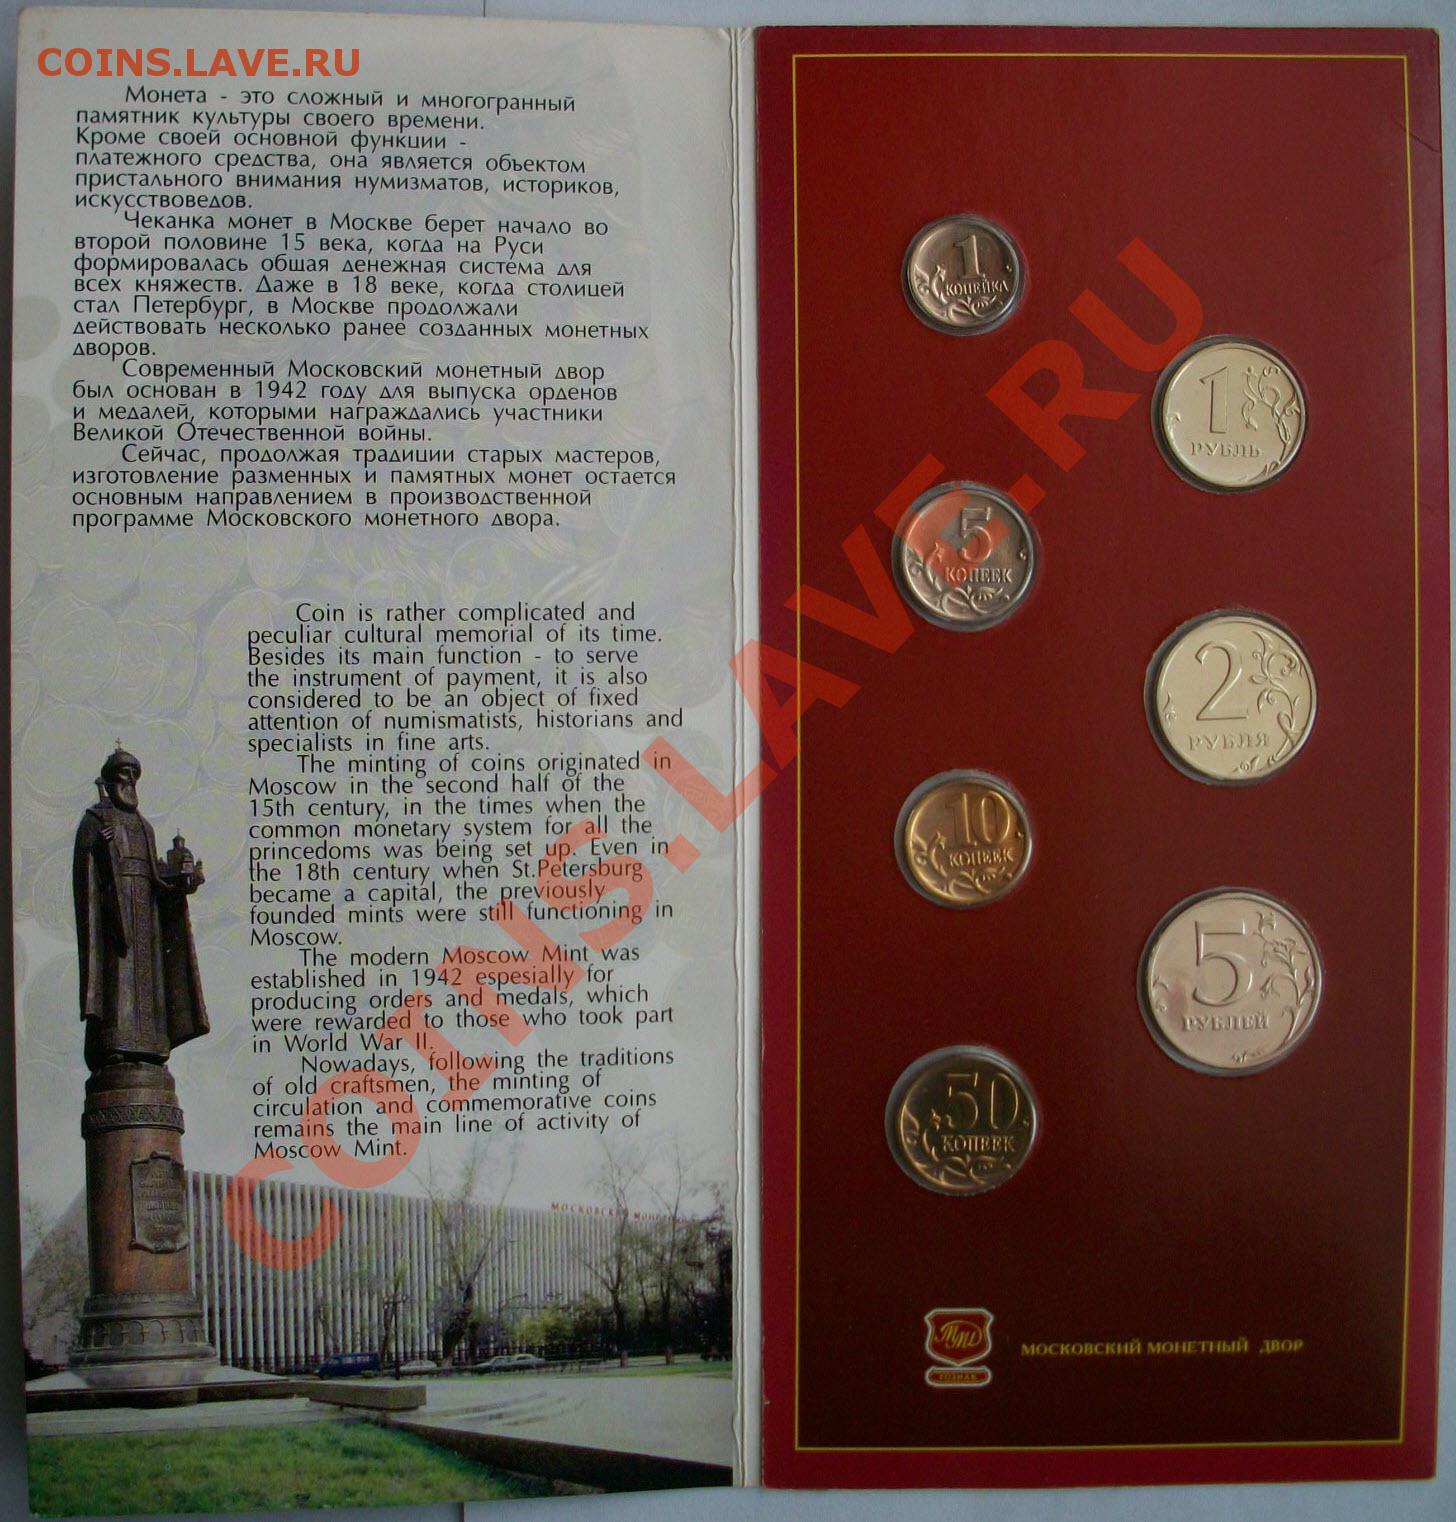 COINS.LAVE.RU
Монета - это сложный и многогранный
памятник культуры своего времени.
Кроме своей основной функции -
платежного средства, она является объектом
пристального внимания нумизматов, историков,
искусствоведов.
Чеканка монет в Москве берет начало во
второй половине 15 века, когда на Руси
формировалась общая денежная система для
всех княжеств. Даже в 18 веке, когда столицей
стал Петербург, в Москве продолжали
действовать несколько ранее созданных монетных
дворов.
Современный Московский монетный двор
был основан в 1942 году для выпуска орденов
и медалей, которыми награждались участники
Великой Отечественной войны.
Сейчас, продолжая традиции старых мастеров,
изготовление разменных и памятных монет остается
основным направлением в производственной
программе Московского монетного двора.
Coin is rather complicated and
peculiar cultural memorial of its time.
Besides its main function - to serve
the instrument of payment, it is also
considered to be an object of fixed
attention of numismatists, historians and
specialists in fine arts.
The minting of coins originated in
Moscow in the second half of the
15th century, in the times when the
common monetary system for all the
princedoms was being set up. Even in
the 18th century when St.Petersburg
became a capital, the previously
founded mints were still functioning in
Moscow.
The modern Moscow Mint was
established in 1942 espesially for
producing orders and medals, which
were rewarded to those who took part
in World War II.
Nowadays, following the traditions
of old craftsmen, the minting of
circulation and commemorative coins
remains the main line of activity of
Moscow Mint.
МОСКОВСКИЙ МОНЕТНЫЙ
1
КОПЕЙКА
1
РУБЛЬ
5
КОПЕЕК
2
РУБЛЯ
10
КОПЕЕК
5
РУБЛЕЙ
50
КОПЕЕК
ММД
ГОЗНАК
МОСКОВСКИЙ МОНЕТНЫЙ ДВОР
COINS.LAVE.RU